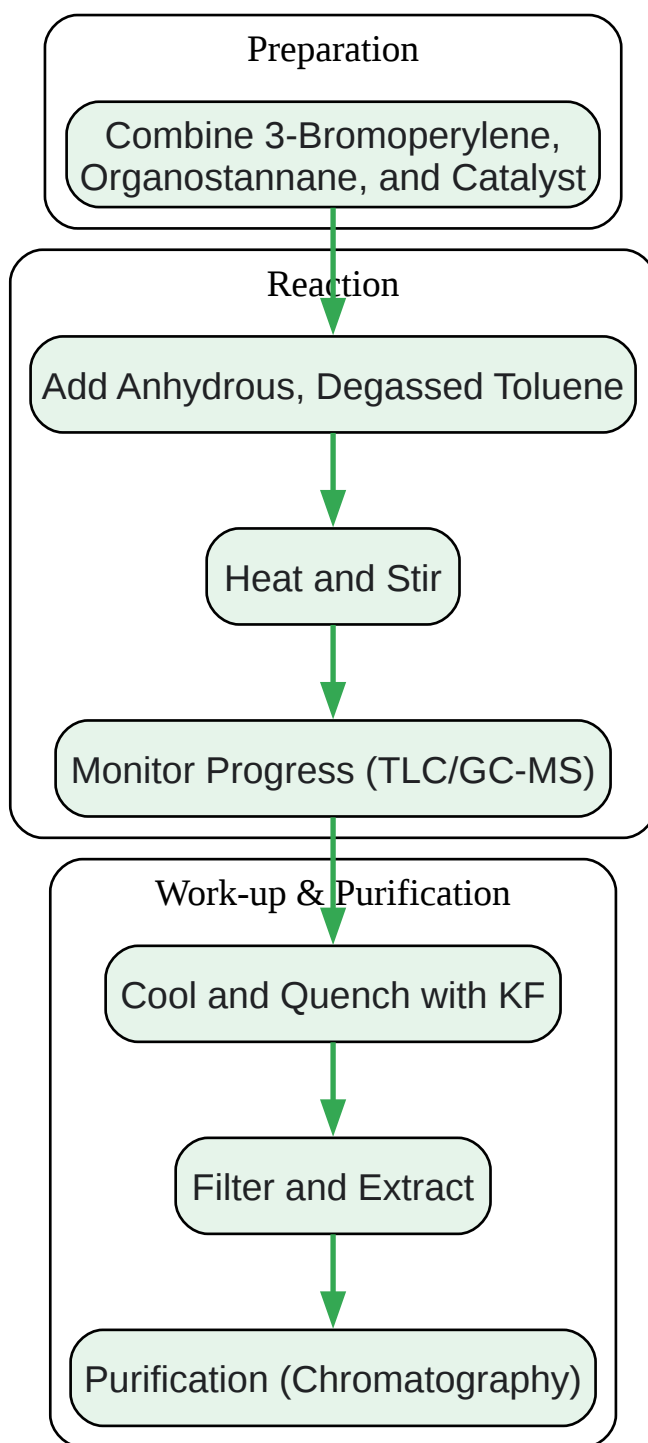 Preparation
Combine 3-Bromoperylene,
Organostannane, and Catalyst
Reaction
Add Anhydrous, Degassed Toluene
Heat and Stir
Monitor Progress (TLC/GC-MS)
Work-up & Purification
Cool and Quench with KF
Filter and Extract
Purification (Chromatography)